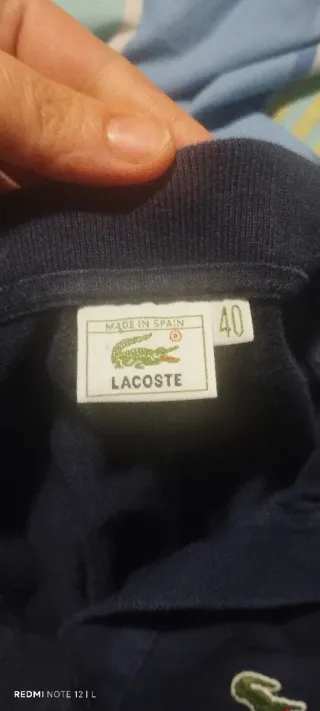 MADE IN SPAIN
40
®
LACOSTE
REDMI NOTE 12 | L